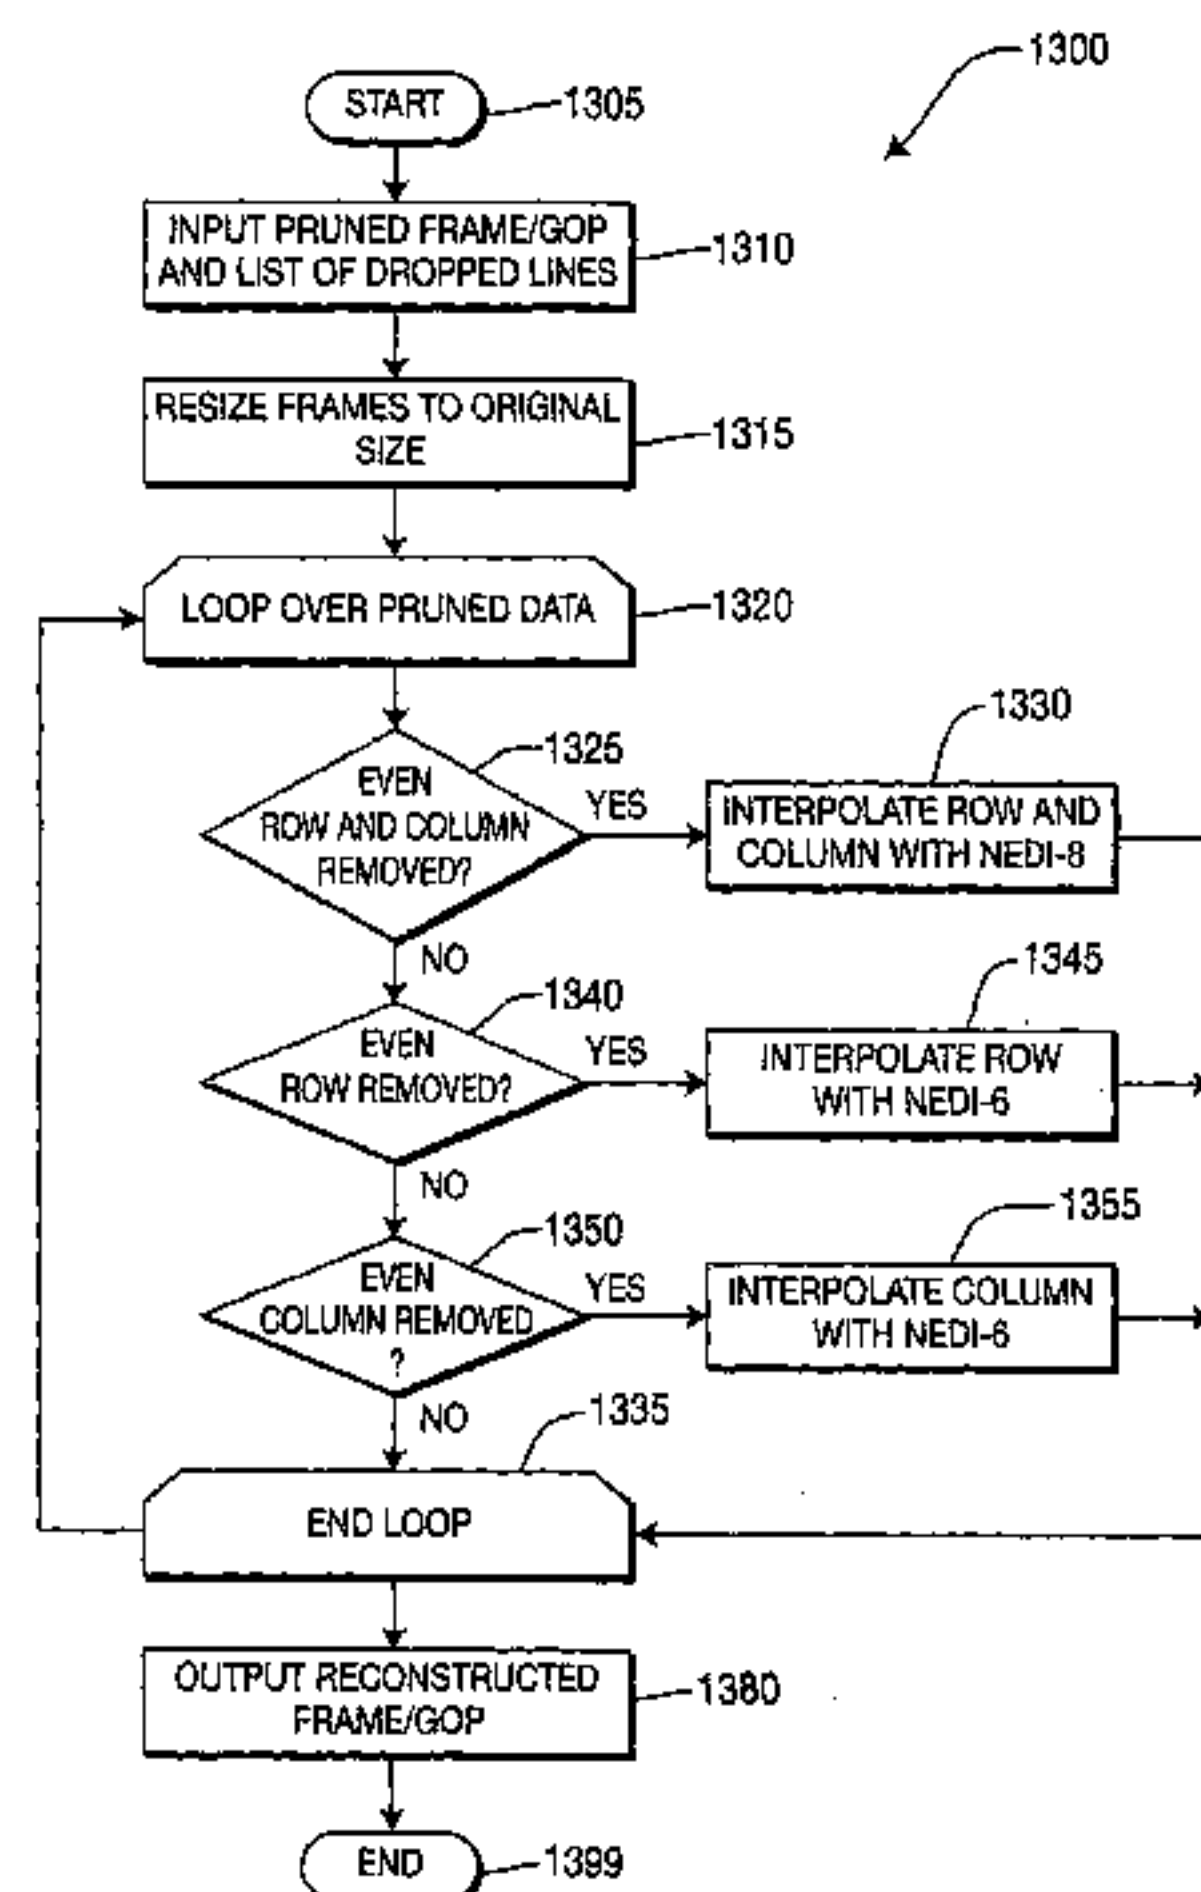 1300
START
1305
INPUT PRUNED FRAME/GOP
AND LIST OF DROPPED LINES
1310
RESIZE FRAMES TO ORIGINAL
SIZE
1315
LOOP OVER PRUNED DATA
1320
EVEN
ROW AND COLUMN
REMOVED?
1325
YES
INTERPOLATE ROW AND
COLUMN WITH NEDI-8
1330
NO
EVEN
ROW REMOVED?
1340
YES
INTERPOLATE ROW
WITH NEDI-6
1345
NO
EVEN
COLUMN REMOVED
?
1350
YES
INTERPOLATE COLUMN
WITH NEDI-6
1355
NO
END LOOP
1335
OUTPUT RECONSTRUCTED
FRAME/GOP
1380
END
1399